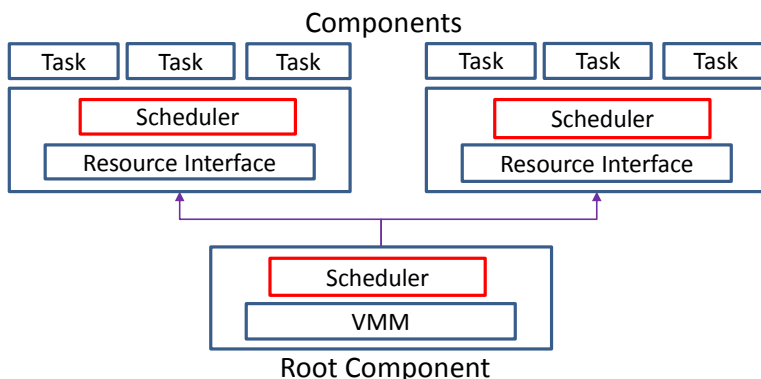 Components
Task Task Task Task Task Task
Scheduler Scheduler
Resource Interface Resource Interface
Scheduler
VMM
Root Component